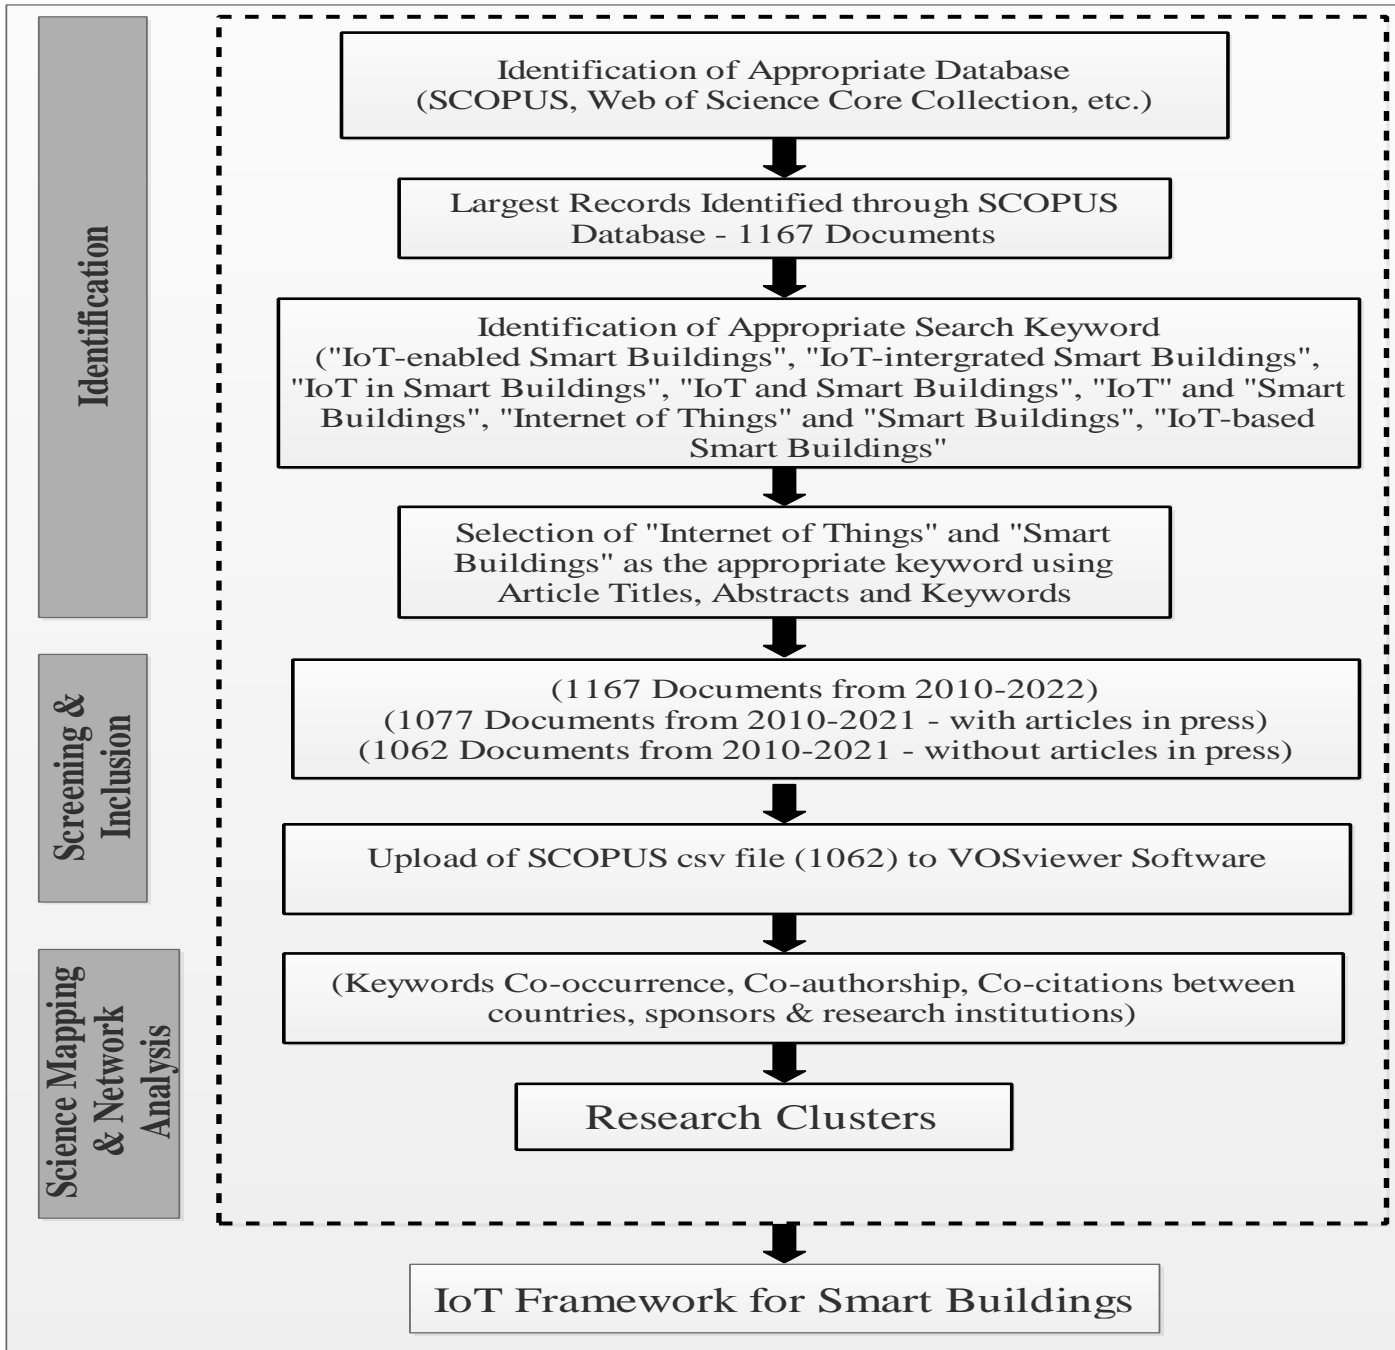 Identification
Identification of Appropriate Database
(SCOPUS, Web of Science Core Collection, etc.)
Largest Records Identified through SCOPUS
Database - 1167 Documents
Identification of Appropriate Search Keyword
("IoT-enabled Smart Buildings", "IoT-intergrated Smart Buildings",
"IoT in Smart Buildings", "IoT and Smart Buildings", "IoT" and "Smart
Buildings", "Internet of Things" and "Smart Buildings", "IoT-based
Smart Buildings"
Selection of "Internet of Things" and "Smart
Buildings" as the appropriate keyword using
Article Titles, Abstracts and Keywords
Screening &
Inclusion
(1167 Documents from 2010-2022)
(1077 Documents from 2010-2021 - with articles in press)
(1062 Documents from 2010-2021 - without articles in press)
Upload of SCOPUS csv file (1062) to VOSviewer Software
Science Mapping
& Network
Analysis
(Keywords Co-occurrence, Co-authorship, Co-citations between
countries, sponsors & research institutions)
Research Clusters
IoT Framework for Smart Buildings